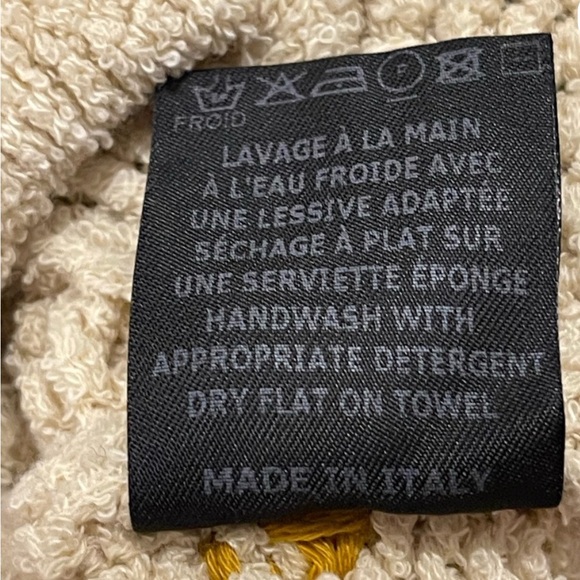 P
FROID
LAVAGE À LA MAIN
À L'EAU FROIDE AVEC
UNE LESSIVE ADAPTÉE
SÉCHAGE À PLAT SUR
UNE SERVIETTE ÉPONGE
HANDWASH WITH
APPROPRIATE DETERGENT
DRY FLAT ON TOWEL
MADE IN ITALY